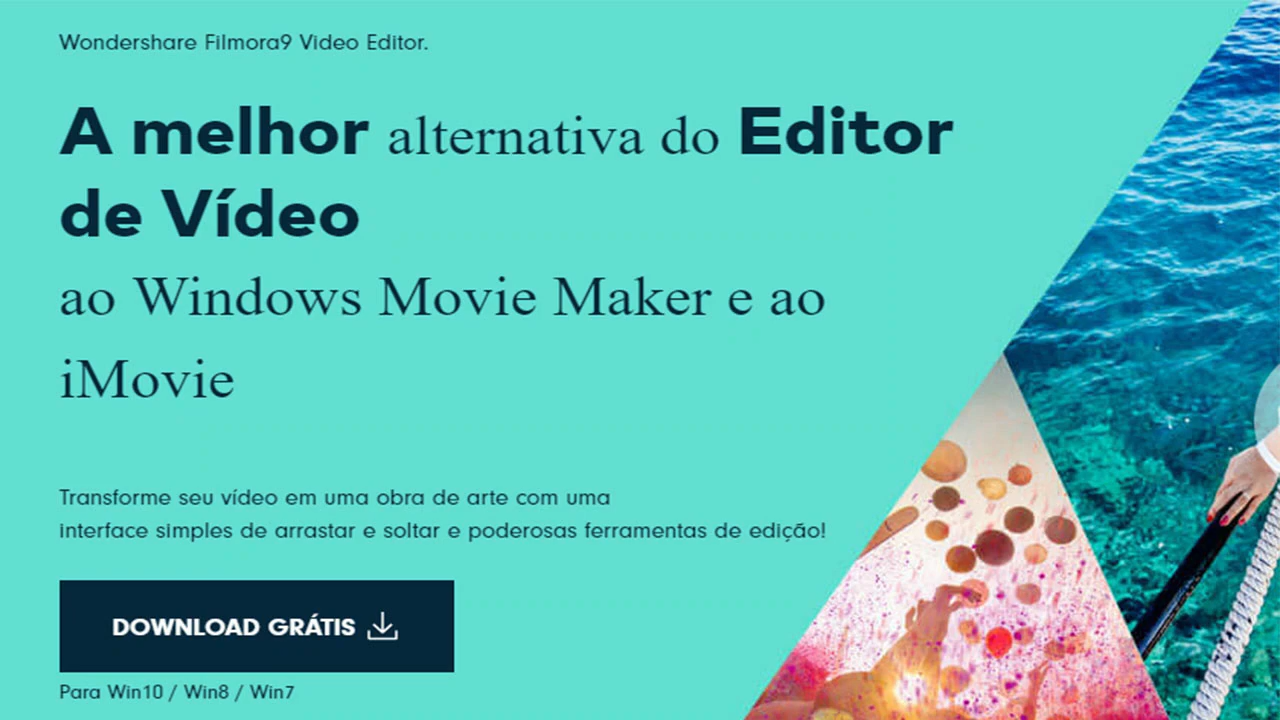 Wondershare Filmora9 Video Editor.
A melhor alternativa do Editor
de Vídeo
ao Windows Movie Maker e ao
iMovie
Transforme seu vídeo em uma obra de arte com uma
interface simples de arrastar e soltar e poderosas ferramentas de edição!
DOWNLOAD GRÁTIS
Para Win10 / Win8 / Win7